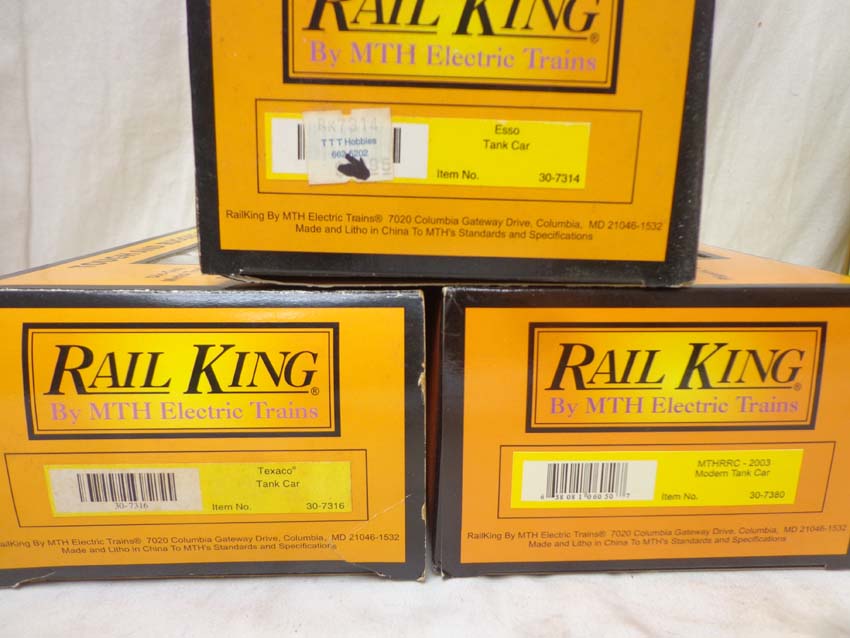 RAIL KING®
By MTH Electric Trains
RK7314
TTT Hobbies
Esso
Tank Car
Item No. 30-7314
RailKing By MTH Electric Trains® 7020 Columbia Gateway Drive, Columbia, MD 21046-1532
Made and Litho in China To MTH's Standards and Specifications
RAIL KING®
By MTH Electric Trains
Texaco®
Tank Car
30-7316
Item No. 30-7316
RailKing By MTH Electric Trains® 7020 Columbia Gateway Drive, Columbia, MD 21046-1532
Made and Litho in China To MTH's Standards and Specifications
RAIL KING®
By MTH Electric Trains
MTHRRC - 2003
Modern Tank Car
Item No. 30-7380
RailKing By MTH Electric Trains® 7020 Columbia Gateway Drive, Columbia, MD 21046-1532
Made and Litho in China To MTH's Standards and Specifications